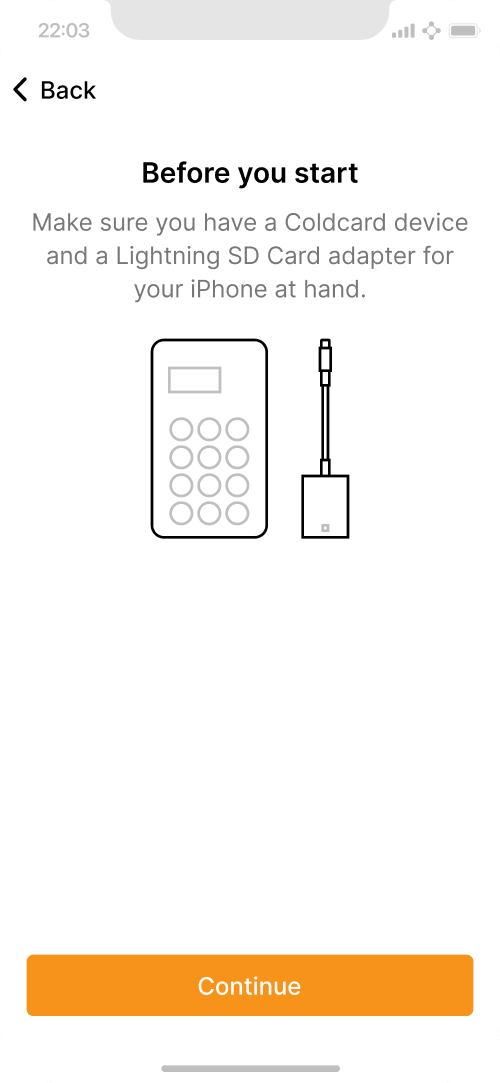 22:03
Back
Before you start
Make sure you have a Coldcard device
and a Lightning SD Card adapter for
your iPhone at hand.
Continue